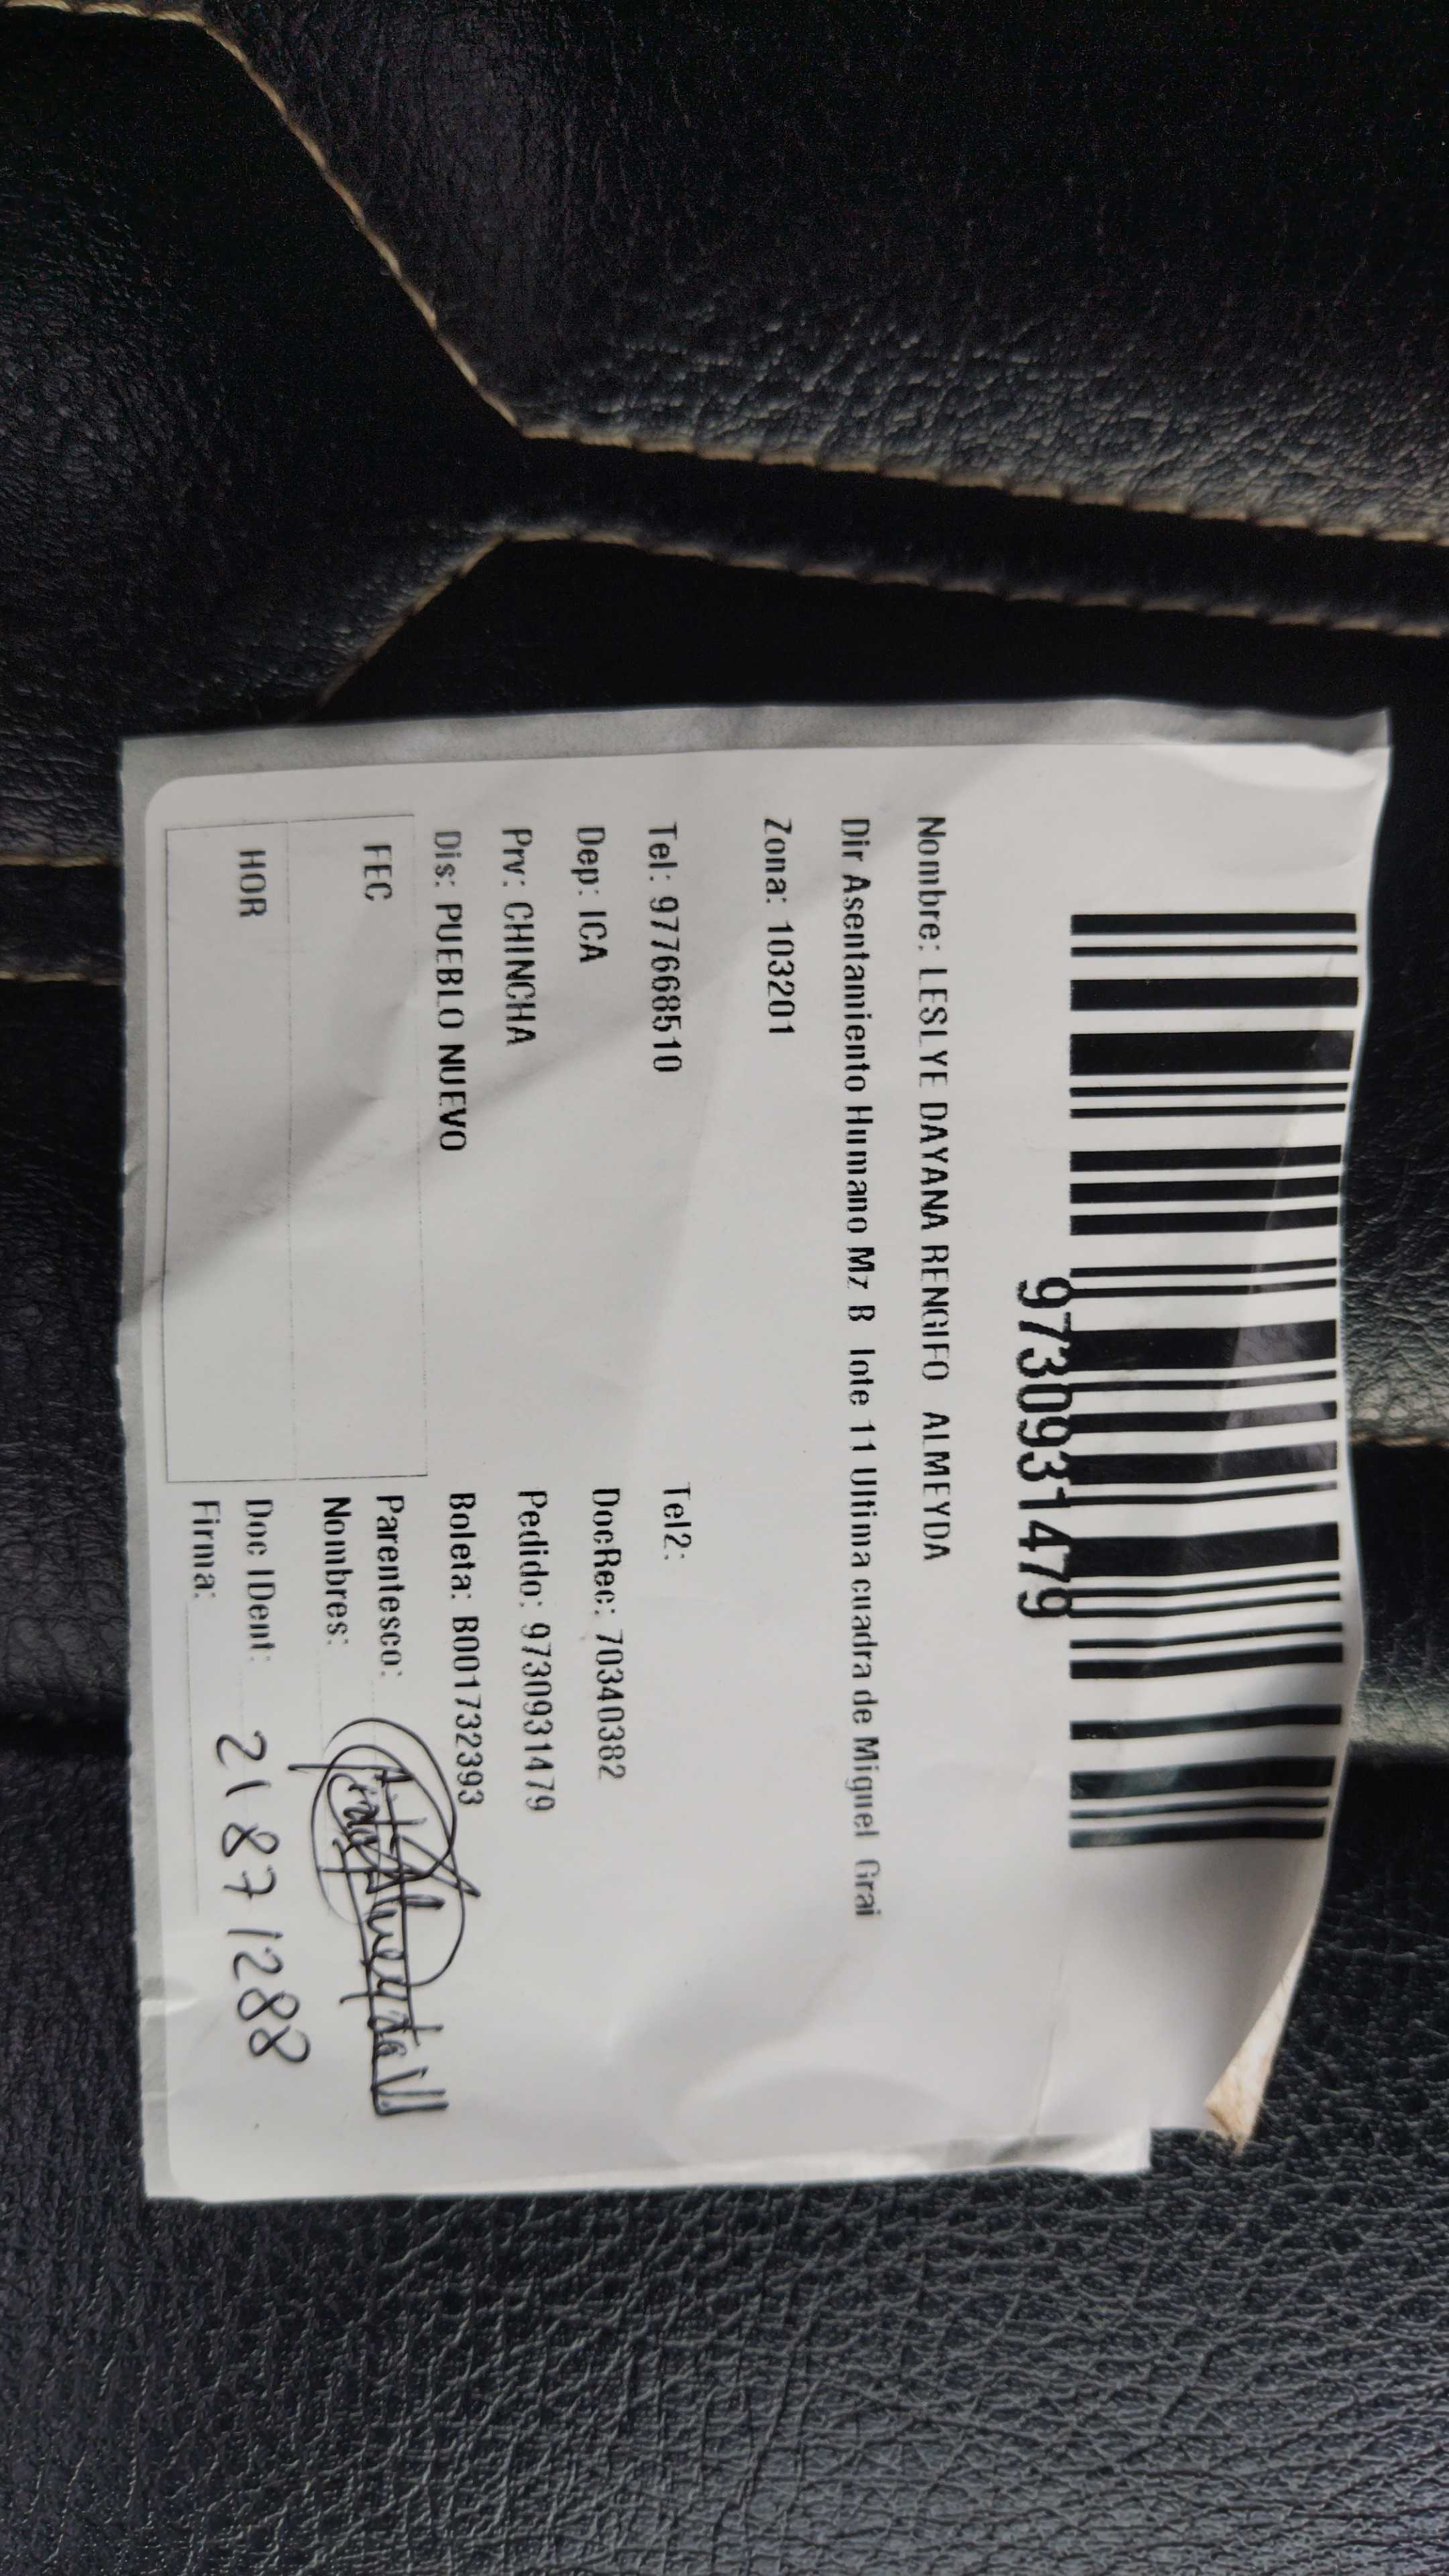 9730931479
Nombre: LESLYE DAYANA RENGIFO ALMEYDA
Dir Asentamiento Humano Mz B lote 11 Ultima cuadra de Miguel Grai
Zona: 103201
Tel: 977668510 Tel2:
Dep: ICA DocRec: 70340382
Prv: CHINCHA Pedido: 9730931479
Dis: PUEBLO NUEVO Boleta: B001732393
FEC Parentesco:
Nombres: Almeyda
HOR Doc IDent: 21871288
Firma: